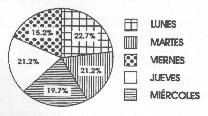 15.2%
22.7%
21.2%
21.2%
19.7%
LUNES
MARTES
VIERNES
JUEVES
MIÉRCOLES